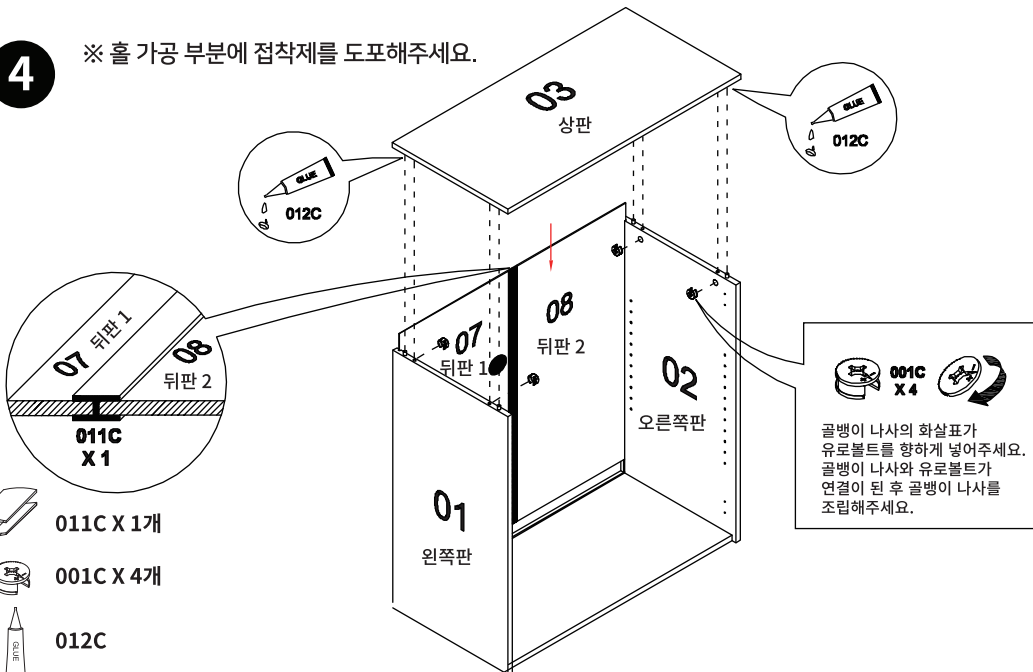 4
※ 홀 가공 부분에 접착제를 도포해주세요.
03
상판
GLUE
012C
GLUE
012C
07 뒤판 1
08
뒤판 2
011C
X 1
07
뒤판 1
08
뒤판 2
02
오른쪽판
01
왼쪽판
001C
X 4
골뱅이 나사의 화살표가
유로볼트를 향하게 넣어주세요.
골뱅이 나사와 유로볼트가
연결이 된 후 골뱅이 나사를
조립해주세요.
011C X 1개
001C X 4개
GLUE
012C